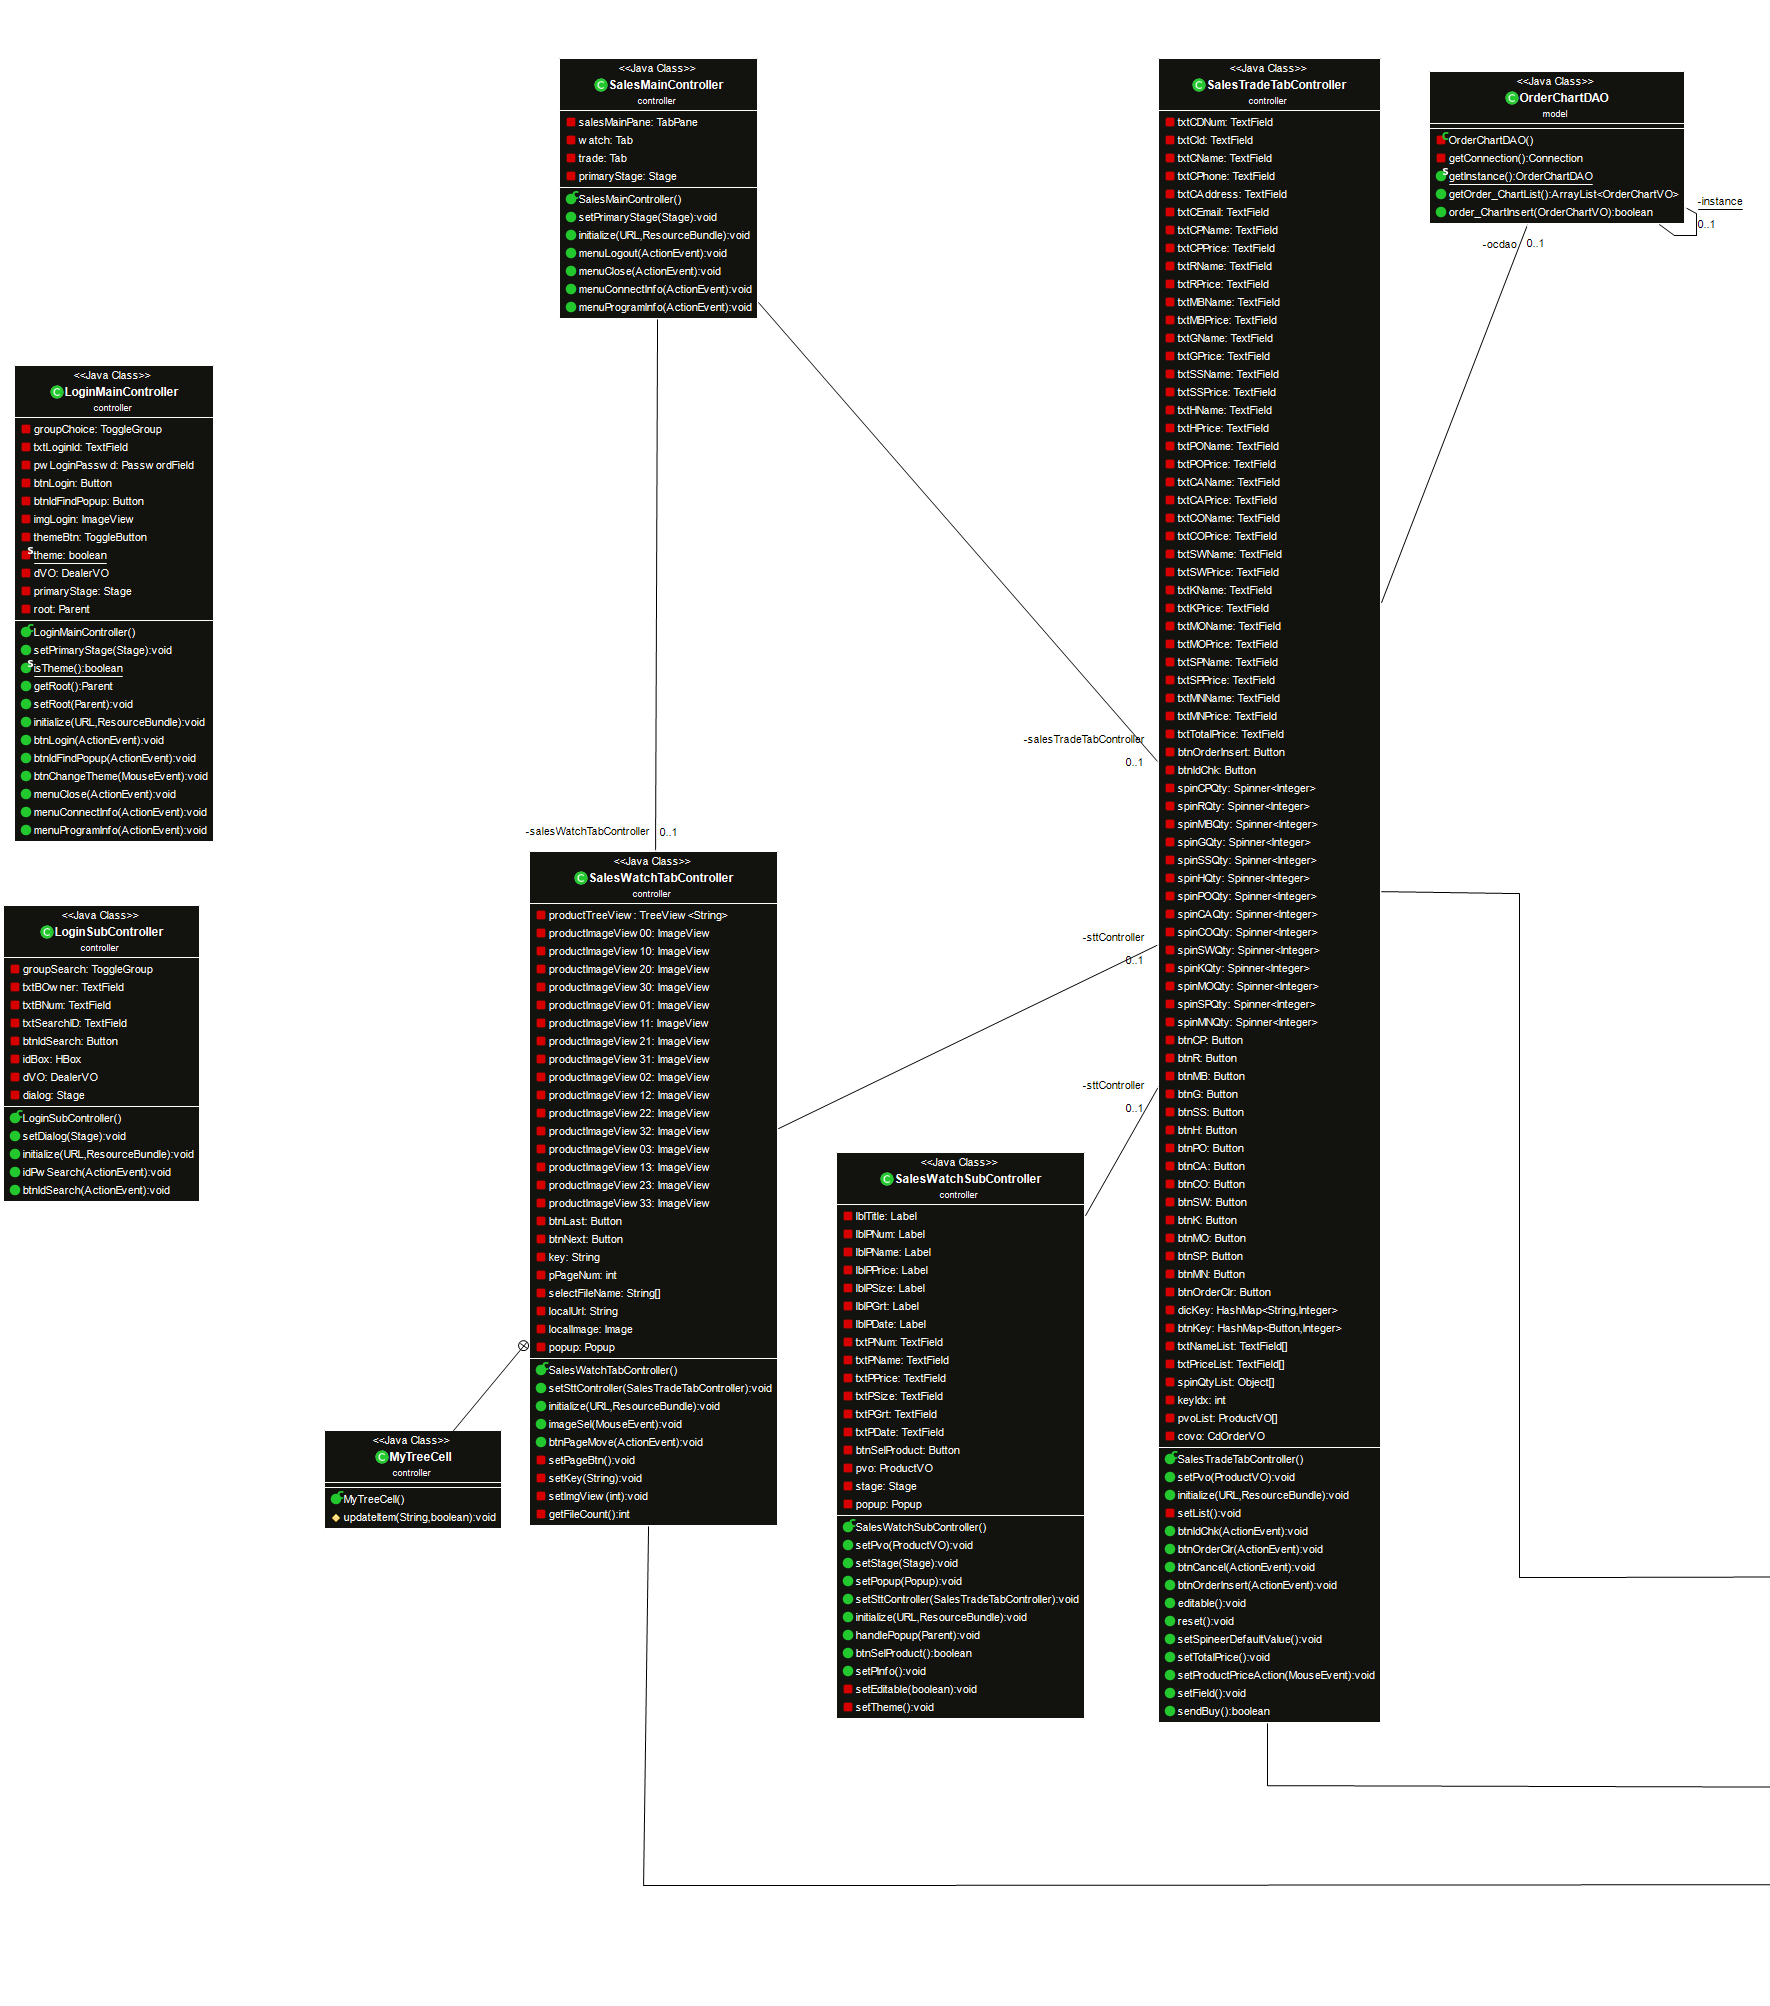 <<Java Class>>
SalesMainController
controller
salesMainPane: TabPane
watch: Tab
trade: Tab
primaryStage: Stage
SalesMainController()
setPrimaryStage(Stage):void
initialize(URL,ResourceBundle):void
menuLogout(ActionEvent):void
menuClose(ActionEvent):void
menuConnectInfo(ActionEvent):void
menuProgramInfo(ActionEvent):void
<<Java Class>>
SalesTradeTabController
controller
txtCDNum: TextField
txtCId: TextField
txtCName: TextField
txtCPhone: TextField
txtCAddress: TextField
txtCEmail: TextField
txtCPName: TextField
txtCPPrice: TextField
txtRName: TextField
txtRPrice: TextField
txtMBName: TextField
txtMBPrice: TextField
txtGName: TextField
txtGPrice: TextField
txtSSName: TextField
txtSSPrice: TextField
txtHName: TextField
txtHPrice: TextField
txtPOName: TextField
txtPOPrice: TextField
txtCAName: TextField
txtCAPrice: TextField
txtCOName: TextField
txtCOPrice: TextField
txtSWName: TextField
txtSWPrice: TextField
txtKName: TextField
txtKPrice: TextField
txtMOName: TextField
txtMOPrice: TextField
txtSPName: TextField
txtSPPrice: TextField
txtMNName: TextField
txtMNPrice: TextField
txtTotalPrice: TextField
btnOrderInsert: Button
btnIdChk: Button
spinCPQty: Spinner<Integer>
spinRQty: Spinner<Integer>
spinMBQty: Spinner<Integer>
spinGQty: Spinner<Integer>
spinSSQty: Spinner<Integer>
spinHQty: Spinner<Integer>
spinPOQty: Spinner<Integer>
spinCAQty: Spinner<Integer>
spinCOQty: Spinner<Integer>
spinSWQty: Spinner<Integer>
spinKQty: Spinner<Integer>
spinMOQty: Spinner<Integer>
spinSPQty: Spinner<Integer>
spinMNQty: Spinner<Integer>
btnCP: Button
btnR: Button
btnMB: Button
btnG: Button
btnSS: Button
btnH: Button
btnPO: Button
btnCA: Button
btnCO: Button
btnSW: Button
btnK: Button
btnMO: Button
btnSP: Button
btnMN: Button
btnOrderClr: Button
dicKey: HashMap<String,Integer>
btnKey: HashMap<Button,Integer>
txtNameList: TextField[]
txtPriceList: TextField[]
spinQtyList: Object[]
keyIdx: int
pvoList: ProductVO[]
covo: CdOrderVO
SalesTradeTabController()
setPvo(ProductVO):void
initialize(URL,ResourceBundle):void
setList():void
btnIdChk(ActionEvent):void
btnOrderClr(ActionEvent):void
btnCancel(ActionEvent):void
btnOrderInsert(ActionEvent):void
editable():void
reset():void
setSpineerDefaultValue():void
setTotalPrice():void
setProductPriceAction(MouseEvent):void
setField():void
sendBuy():boolean
<<Java Class>>
OrderChartDAO
model
OrderChartDAO()
getConnection():Connection
getInstance():OrderChartDAO
getOrder_ChartList():ArrayList<OrderChartVO>
order_ChartInsert(OrderChartVO):boolean
-instance
0..1
-ocdao
0..1
<<Java Class>>
LoginMainController
controller
groupChoice: ToggleGroup
txtLoginId: TextField
pwLoginPasswd: PasswordField
btnLogin: Button
btnIdFindPopup: Button
imgLogin: ImageView
themeBtn: ToggleButton
theme: boolean
dVO: DealerVO
primaryStage: Stage
root: Parent
LoginMainController()
setPrimaryStage(Stage):void
isTheme():boolean
getRoot():Parent
setRoot(Parent):void
initialize(URL,ResourceBundle):void
btnLogin(ActionEvent):void
btnIdFindPopup(ActionEvent):void
btnChangeTheme(MouseEvent):void
menuClose(ActionEvent):void
menuConnectInfo(ActionEvent):void
menuProgramInfo(ActionEvent):void
-salesTradeTabController
0..1
-salesWatchTabController
0..1
<<Java Class>>
SalesWatchTabController
controller
productTreeView: TreeView<String>
productImageView00: ImageView
productImageView10: ImageView
productImageView20: ImageView
productImageView30: ImageView
productImageView01: ImageView
productImageView11: ImageView
productImageView21: ImageView
productImageView31: ImageView
productImageView02: ImageView
productImageView12: ImageView
productImageView22: ImageView
productImageView32: ImageView
productImageView03: ImageView
productImageView13: ImageView
productImageView23: ImageView
productImageView33: ImageView
btnLast: Button
btnNext: Button
key: String
pPageNum: int
selectFileName: String[]
localUrl: String
localImage: Image
popup: Popup
SalesWatchTabController()
setSttController(SalesTradeTabController):void
initialize(URL,ResourceBundle):void
imageSel(MouseEvent):void
btnPageMove(ActionEvent):void
setPageBtn():void
setKey(String):void
setImgView(int):void
getFileCount():int
<<Java Class>>
LoginSubController
controller
groupSearch: ToggleGroup
txtBOwner: TextField
txtBNum: TextField
txtSearchID: TextField
btnIdSearch: Button
idBox: HBox
dVO: DealerVO
dialog: Stage
LoginSubController()
setDialog(Stage):void
initialize(URL,ResourceBundle):void
idPwSearch(ActionEvent):void
btnIdSearch(ActionEvent):void
-sttController
0..1
-sttController
0..1
<<Java Class>>
SalesWatchSubController
controller
lblTitle: Label
lblPNum: Label
lblPName: Label
lblPPrice: Label
lblPSize: Label
lblPGrt: Label
lblPDate: Label
txtPNum: TextField
txtPName: TextField
txtPPrice: TextField
txtPSize: TextField
txtPGrt: TextField
txtPDate: TextField
btnSelProduct: Button
pvo: ProductVO
stage: Stage
popup: Popup
SalesWatchSubController()
setPvo(ProductVO):void
setStage(Stage):void
setPopup(Popup):void
setSttController(SalesTradeTabController):void
initialize(URL,ResourceBundle):void
handlePopup(Parent):void
btnSelProduct():boolean
setPInfo():void
setEditable(boolean):void
setTheme():void
<<Java Class>>
MyTreeCell
controller
MyTreeCell()
updateItem(String,boolean):void